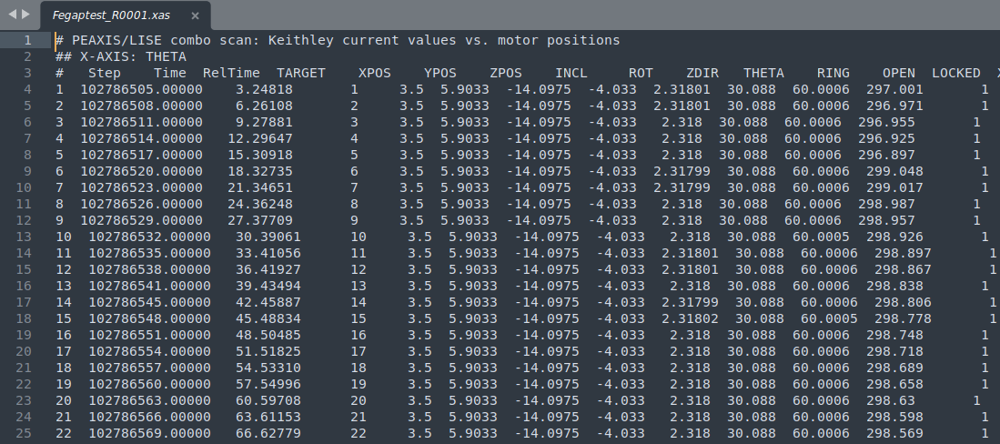 Fegaptest_R0001.xas ×
1 # PEAXIS/LISE combo scan: Keithley current values vs. motor positions
2 ## X-AXIS: THETA
3 # Step Time RelTime TARGET XPOS YPOS ZPOS INCL ROT ZDIR THETA RING OPEN LOCKED
4 1 102786505.00000 3.24818 1 3.5 5.9033 -14.0975 -4.033 2.31801 30.088 60.0006 297.001 1
5 2 102786508.00000 6.26108 2 3.5 5.9033 -14.0975 -4.033 2.31801 30.088 60.0006 296.971 1
6 3 102786511.00000 9.27881 3 3.5 5.9033 -14.0975 -4.033 2.318 30.088 60.0006 296.955 1
7 4 102786514.00000 12.29647 4 3.5 5.9033 -14.0975 -4.033 2.318 30.088 60.0006 296.925 1
8 5 102786517.00000 15.30918 5 3.5 5.9033 -14.0975 -4.033 2.318 30.088 60.0006 296.897 1
9 6 102786520.00000 18.32735 6 3.5 5.9033 -14.0975 -4.033 2.31799 30.088 60.0006 299.048 1
10 7 102786523.00000 21.34651 7 3.5 5.9033 -14.0975 -4.033 2.31799 30.088 60.0006 299.017 1
11 8 102786526.00000 24.36248 8 3.5 5.9033 -14.0975 -4.033 2.318 30.088 60.0006 298.987 1
12 9 102786529.00000 27.37709 9 3.5 5.9033 -14.0975 -4.033 2.318 30.088 60.0006 298.957 1
13 10 102786532.00000 30.39061 10 3.5 5.9033 -14.0975 -4.033 2.318 30.088 60.0005 298.926 1
14 11 102786535.00000 33.41056 11 3.5 5.9033 -14.0975 -4.033 2.31801 30.088 60.0006 298.897 1
15 12 102786538.00000 36.41927 12 3.5 5.9033 -14.0975 -4.033 2.31801 30.088 60.0006 298.867 1
16 13 102786541.00000 39.43494 13 3.5 5.9033 -14.0975 -4.033 2.318 30.088 60.0006 298.838 1
17 14 102786545.00000 42.45887 14 3.5 5.9033 -14.0975 -4.033 2.31799 30.088 60.0006 298.806 1
18 15 102786548.00000 45.48834 15 3.5 5.9033 -14.0975 -4.033 2.31802 30.088 60.0005 298.778 1
19 16 102786551.00000 48.50485 16 3.5 5.9033 -14.0975 -4.033 2.318 30.088 60.0006 298.748 1
20 17 102786554.00000 51.51825 17 3.5 5.9033 -14.0975 -4.033 2.318 30.088 60.0006 298.718 1
21 18 102786557.00000 54.53310 18 3.5 5.9033 -14.0975 -4.033 2.318 30.088 60.0006 298.689 1
22 19 102786560.00000 57.54996 19 3.5 5.9033 -14.0975 -4.033 2.318 30.088 60.0006 298.658 1
23 20 102786563.00000 60.59708 20 3.5 5.9033 -14.0975 -4.033 2.318 30.088 60.0006 298.63 1
24 21 102786566.00000 63.61153 21 3.5 5.9033 -14.0975 -4.033 2.318 30.088 60.0006 298.598 1
25 22 102786569.00000 66.62779 22 3.5 5.9033 -14.0975 -4.033 2.318 30.088 60.0006 298.569 1